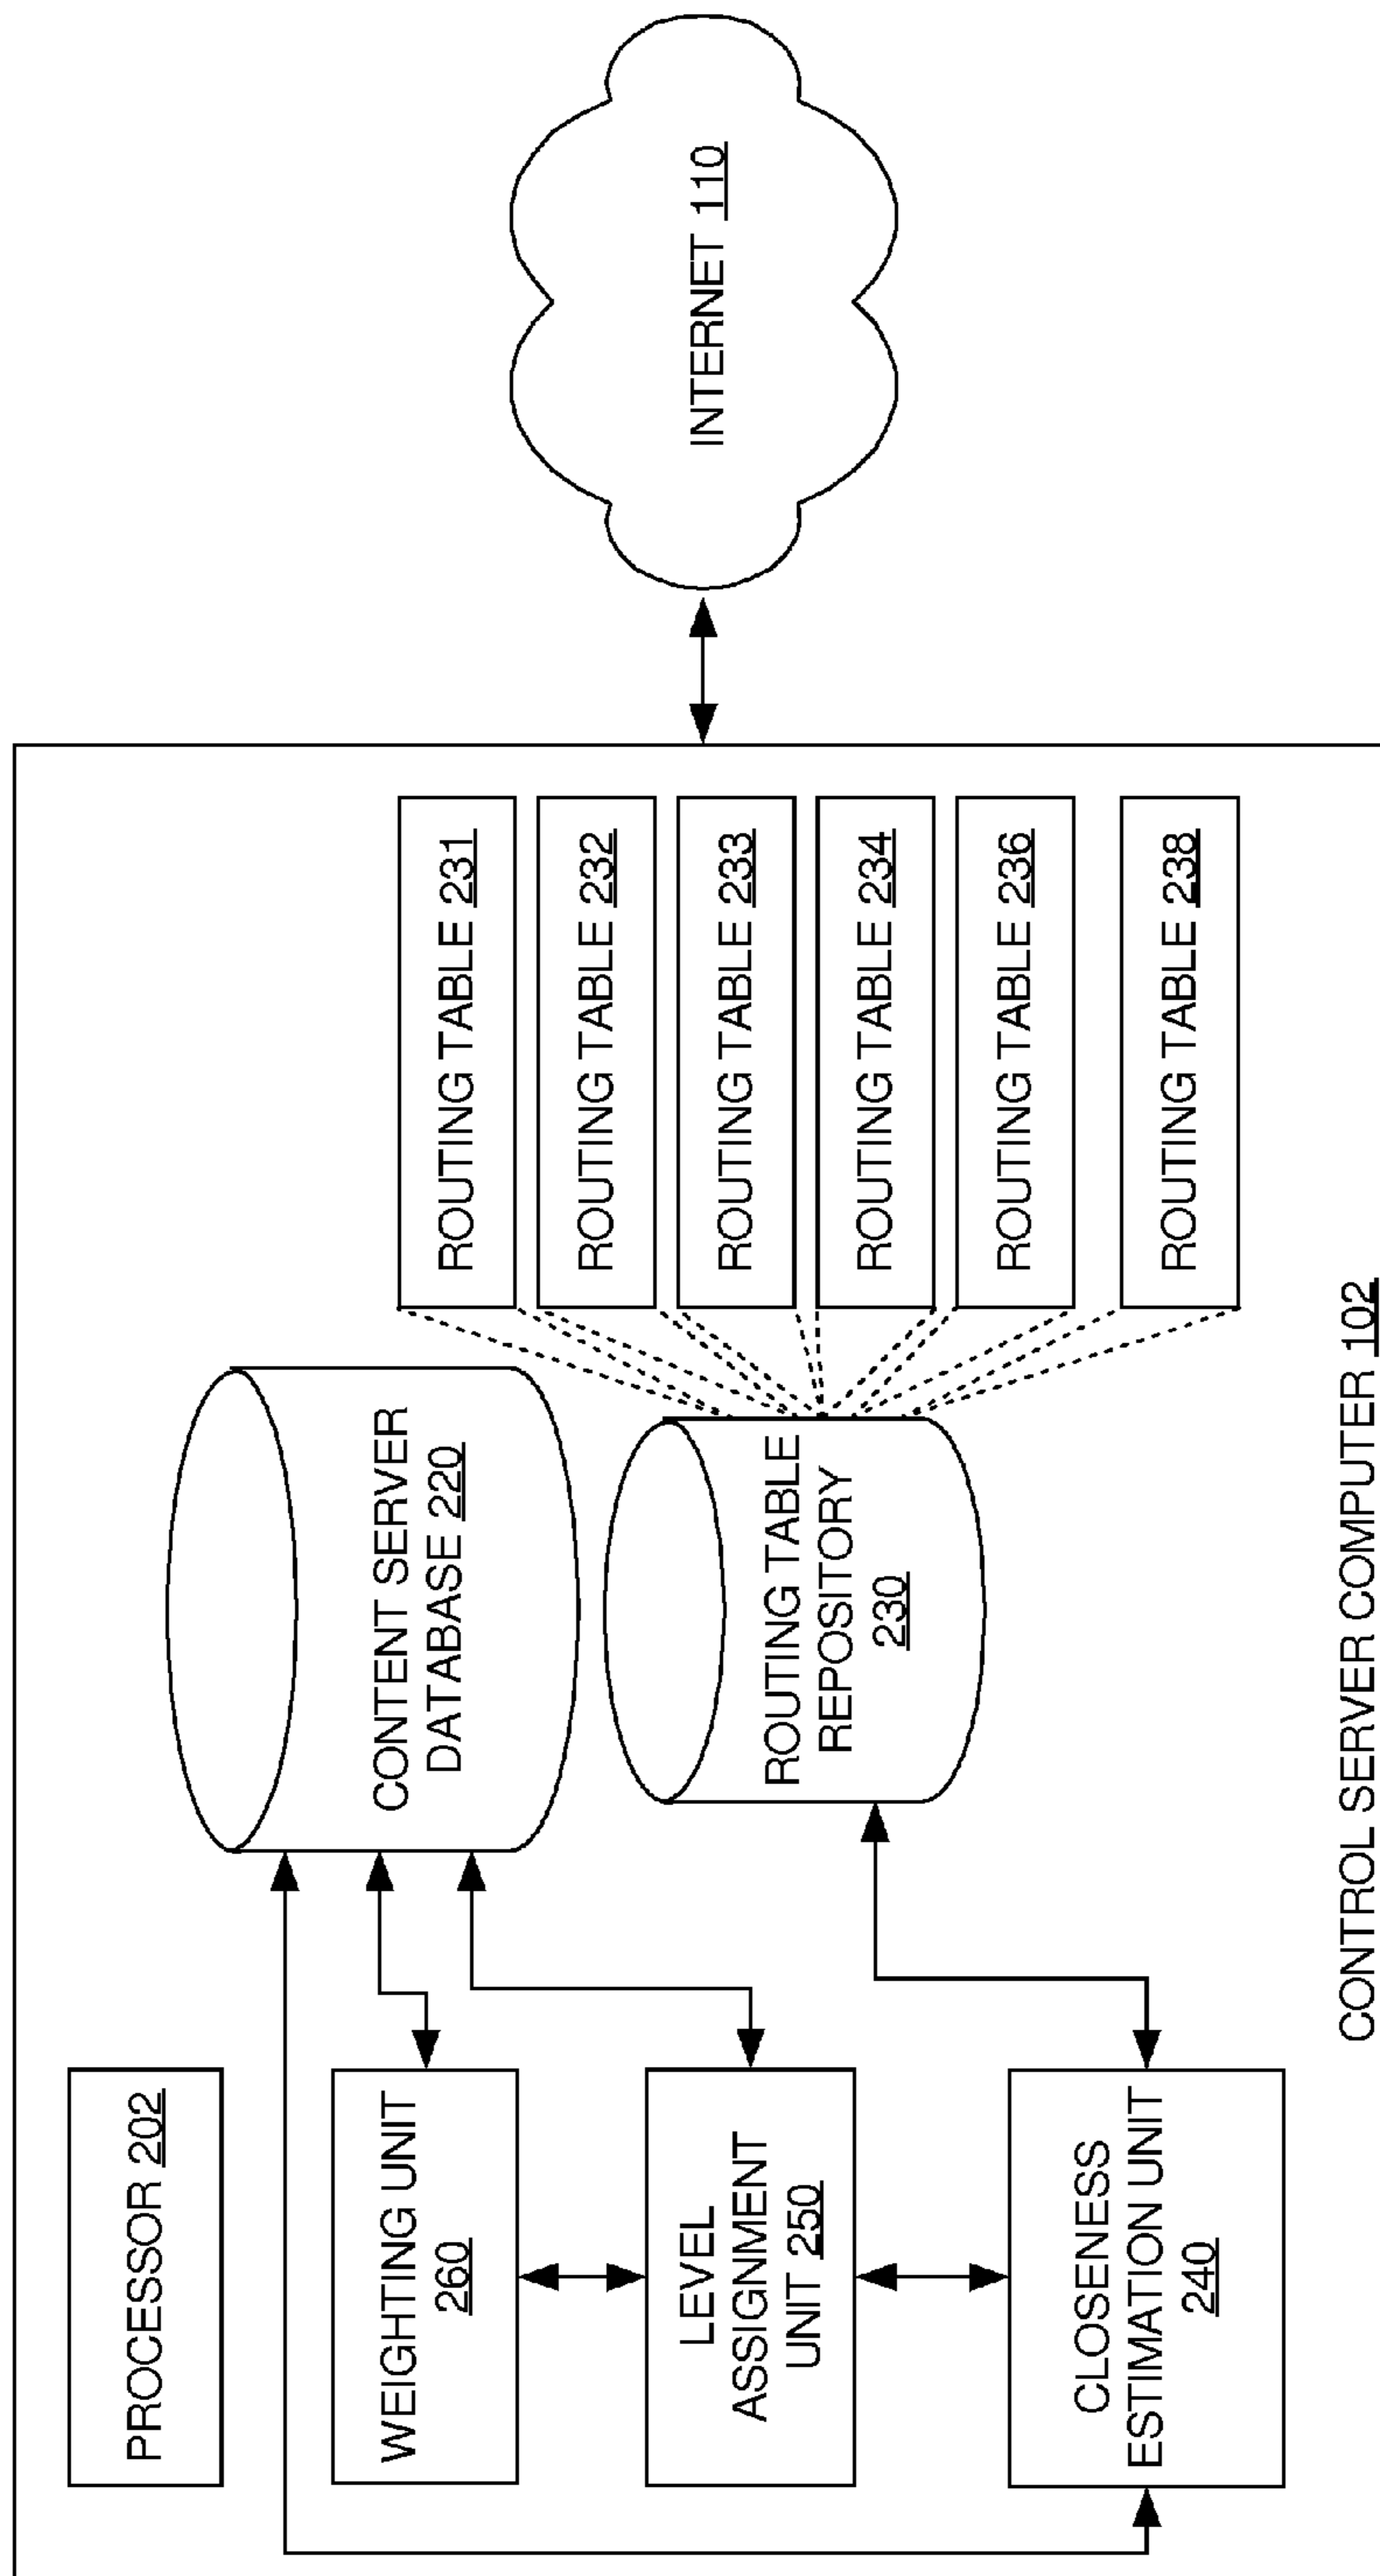 PROCESSOR 202
WEIGHTING UNIT
260
LEVEL
ASSIGNMENT
UNIT 250
CLOSENESS
ESTIMATION UNIT
240
CONTENT SERVER
DATABASE 220
ROUTING TABLE
REPOSITORY
230
ROUTING TABLE 231
ROUTING TABLE 232
ROUTING TABLE 233
ROUTING TABLE 234
ROUTING TABLE 236
ROUTING TABLE 238
INTERNET 110
CONTROL SERVER COMPUTER 102